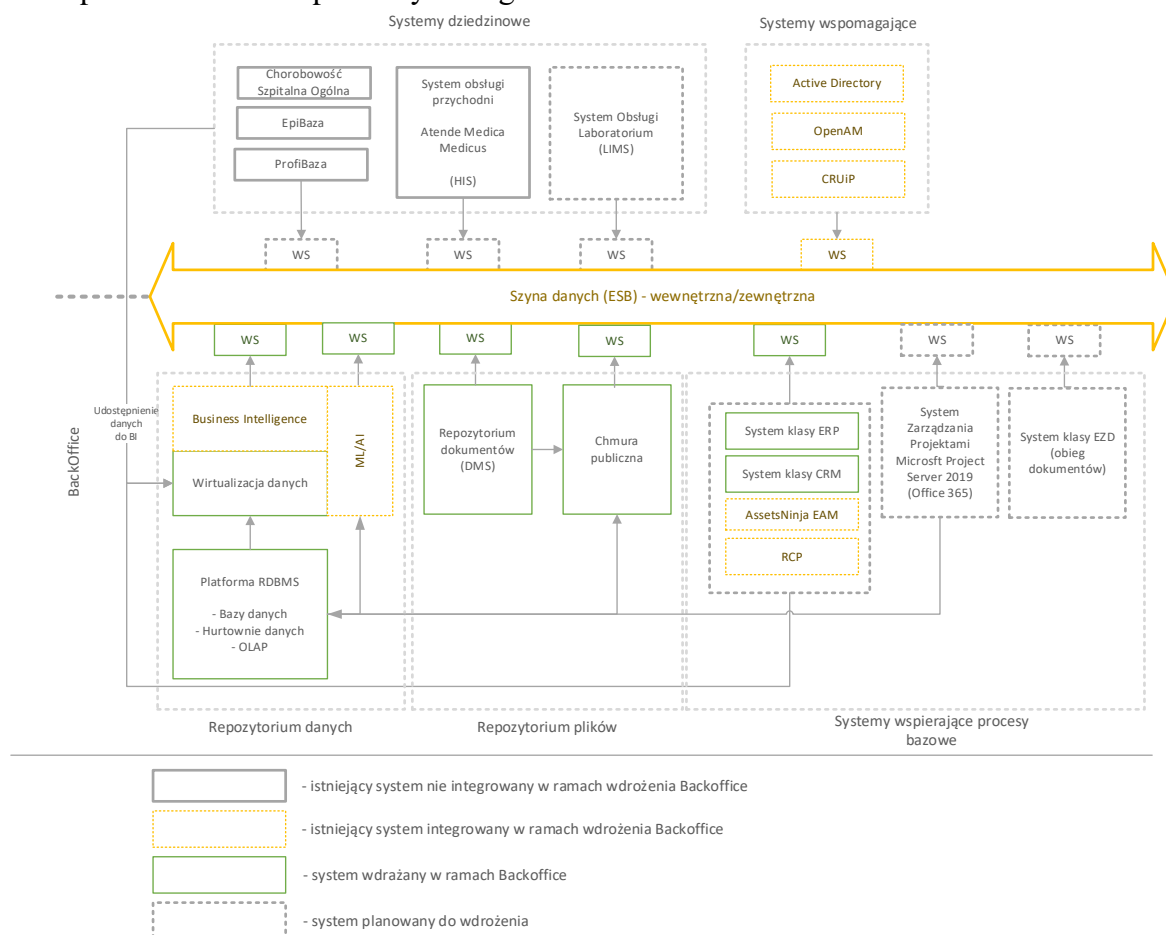 Systemy dziedzinowe
Systemy wspomagające
Chorobowość
Szpitalna Ogólna
EpiBaza
ProfiBaza
System obsługi
przychodni
Atende Medica
Medicus
(HIS)
System Obsługi
Laboratorium
(LIMS)
Active Directory
OpenAM
CRUiP
WS
WS
WS
WS
Szyna danych (ESB) - wewnętrzna/zewnętrzna
WS
WS
WS
WS
WS
WS
WS
BackOffice
Udostępnienie
danych
do BI
Business Intelligence
ML/AI
Wirtualizacja danych
Platforma RDBMS
- Bazy danych
- Hurtownie danych
- OLAP
Repozytorium
dokumentów
(DMS)
Chmura
publiczna
System klasy ERP
System klasy CRM
AssetsNinja EAM
RCP
System
Zarządzania
Projektami
Microsft Project
Server 2019
(Office 365)
System klasy EZD
(obieg
dokumentów)
Repozytorium danych
Repozytorium plików
Systemy wspierające procesy
bazowe
- istniejący system nie integrowany w ramach wdrożenia Backoffice
- istniejący system integrowany w ramach wdrożenia Backoffice
- system wdrażany w ramach Backoffice
- system planowany do wdrożenia